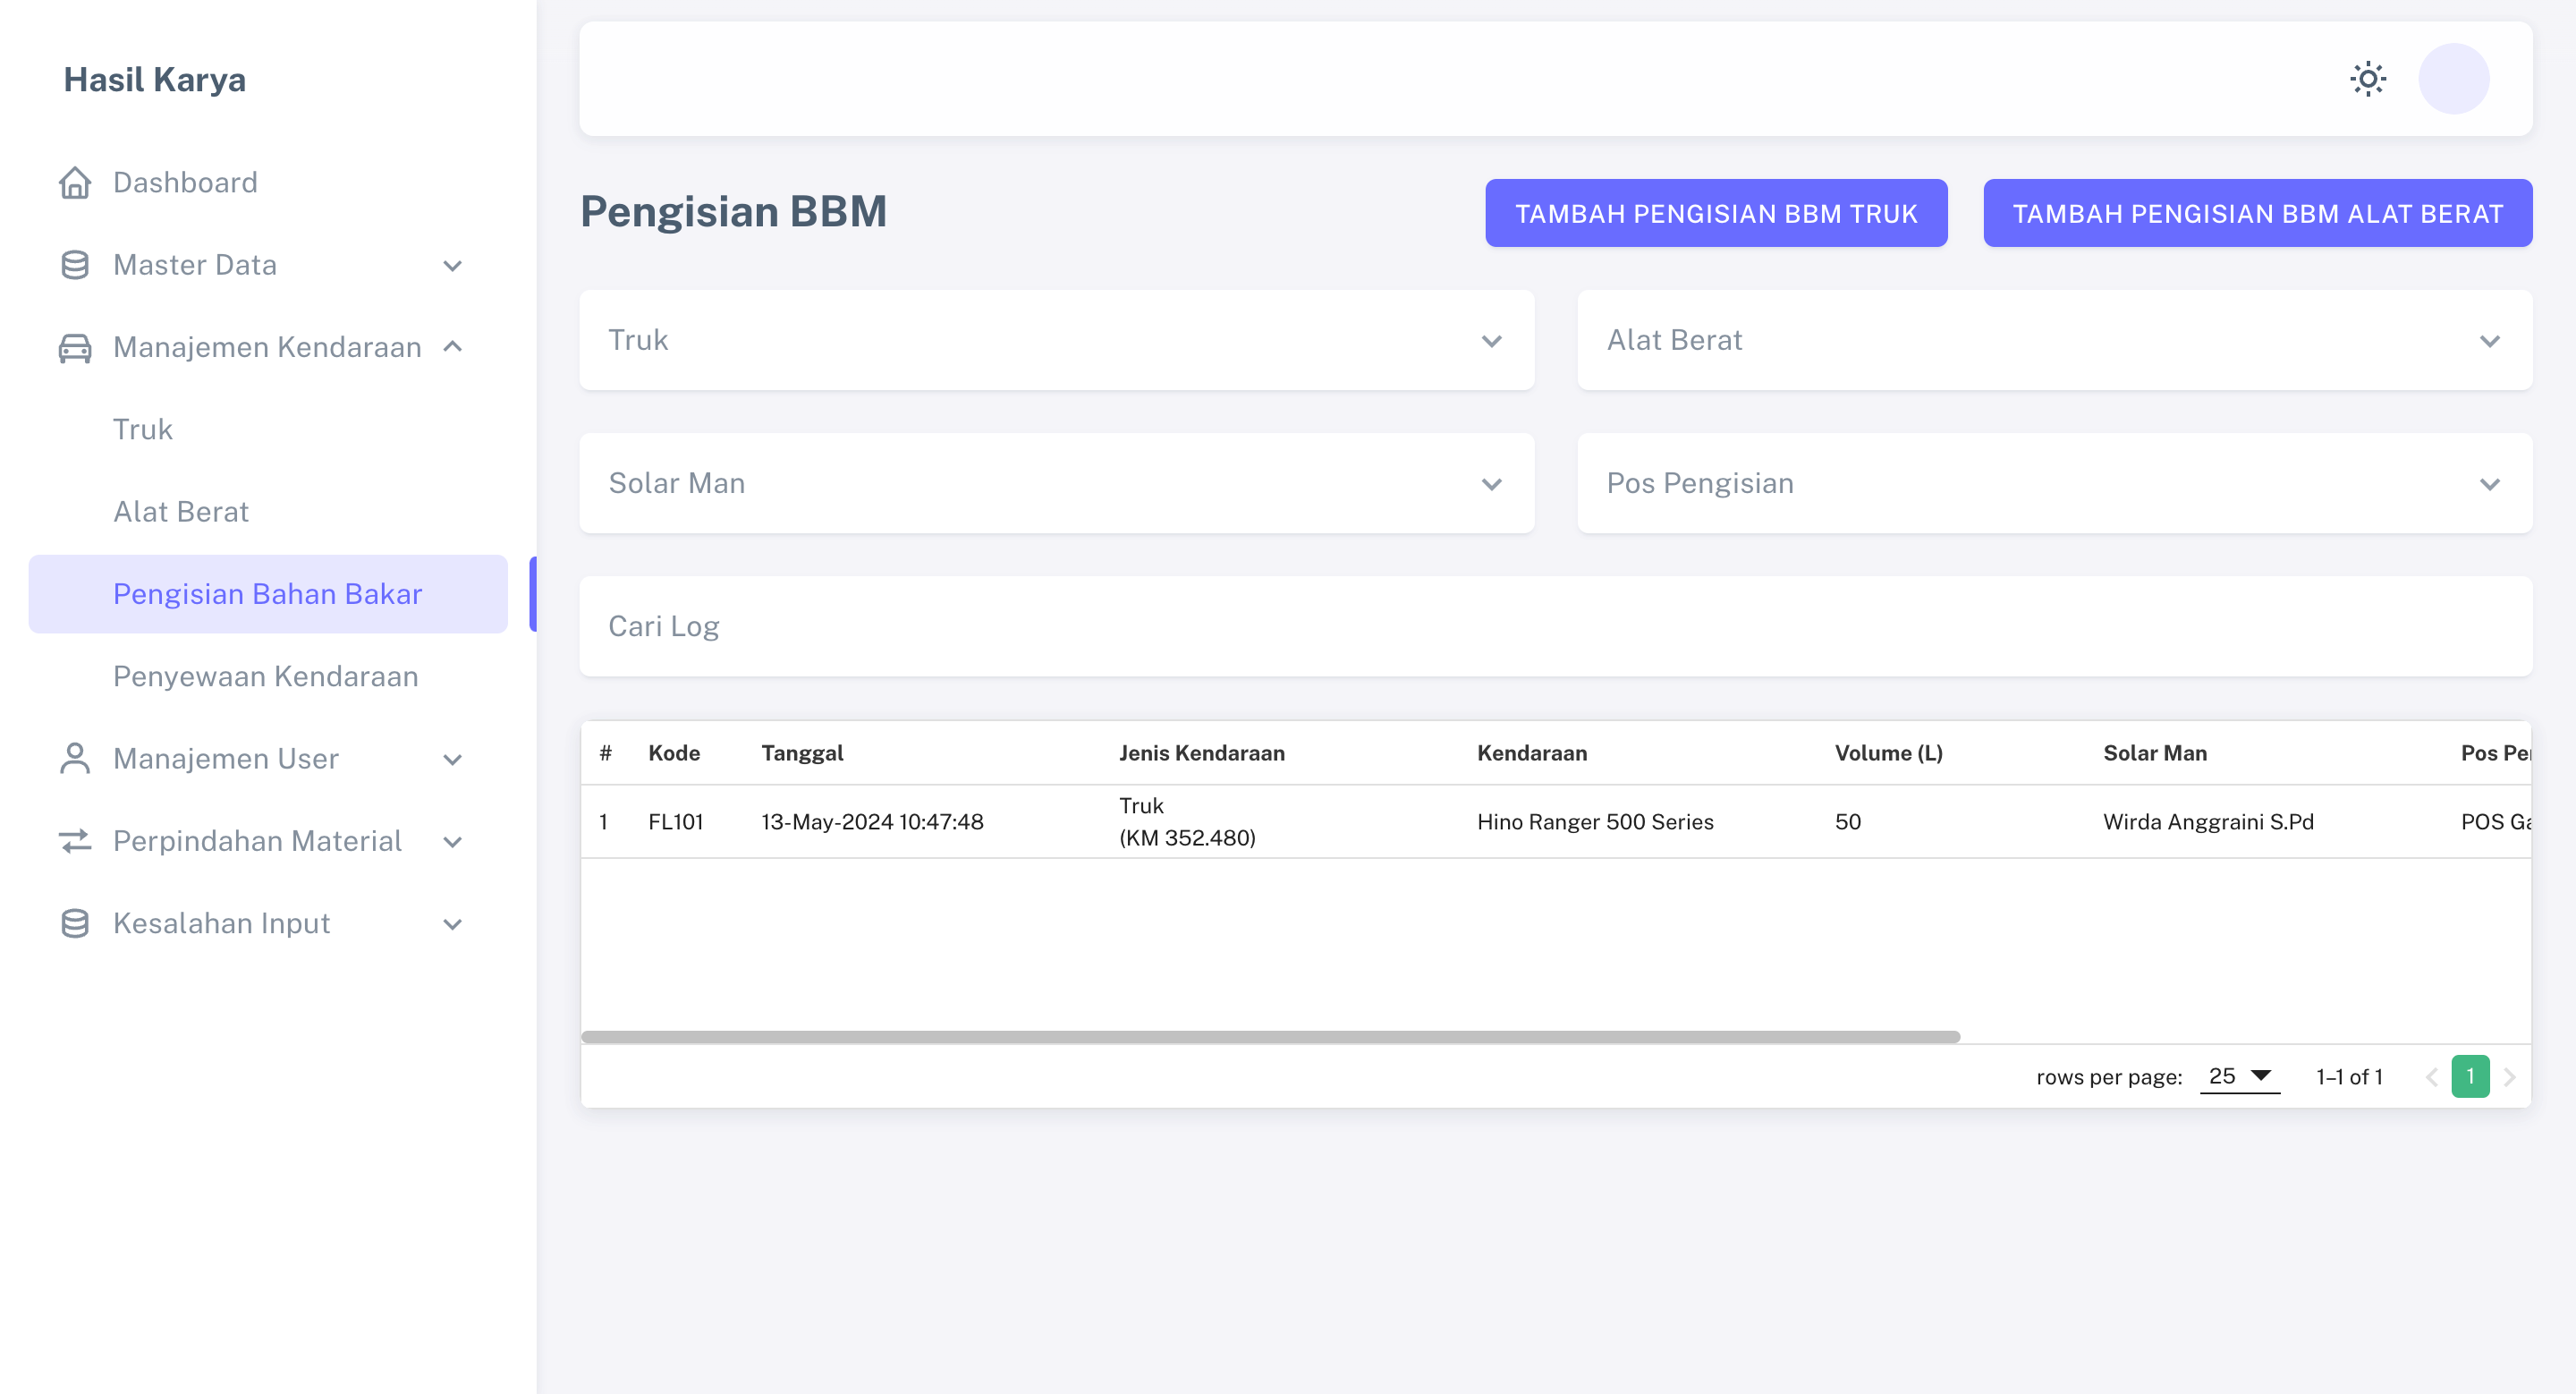 Hasil Karya
Dashboard
Master Data
Manajemen Kendaraan
Truk
Alat Berat
Pengisian Bahan Bakar
Penyewaan Kendaraan
Manajemen User
Perpindahan Material
Kesalahan Input
Pengisian BBM
TAMBAH PENGISIAN BBM TRUK
TAMBAH PENGISIAN BBM ALAT BERAT
Truk
Alat Berat
Solar Man
Pos Pengisian
Cari Log
# Kode Tanggal Jenis Kendaraan Kendaraan Volume (L) Solar Man Pos
1 FL101 13-May-2024 10:47:48 Truk Hino Ranger 500 Series 50 Wirda Anggraini S.Pd POS
(KM 352.480)
rows per page: 25 1–1 of 1 1